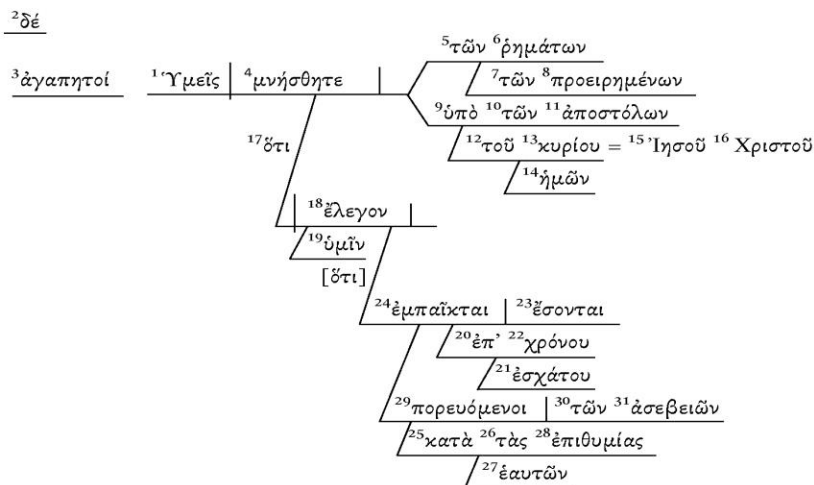 ²δέ
⁵τῶν ⁶ῥημάτων
³ἀγαπητοί ¹Ὑμεῖς ⁴μνήσθητε ⁷τῶν ⁸προειρημένων
⁹ὑπὸ ¹⁰τῶν ¹¹ἀποστόλων
¹⁷ὅτι ¹²τοῦ ¹³κυρίου = ¹⁵Ἰησοῦ ¹⁶Χριστοῦ
¹⁴ἡμῶν
¹⁸ἔλεγον
¹⁹ὑμῖν
[ὅτι]
²⁴ἐμπαῖκται ²³ἔσονται
²⁰ἐπ’ ²²χρόνου
²¹ἐσχάτου
²⁹πορευόμενοι ³⁰τῶν ³¹ἀσεβειῶν
²⁵κατὰ ²⁶τὰς ²⁸ἐπιθυμίας
²⁷ἑαυτῶν